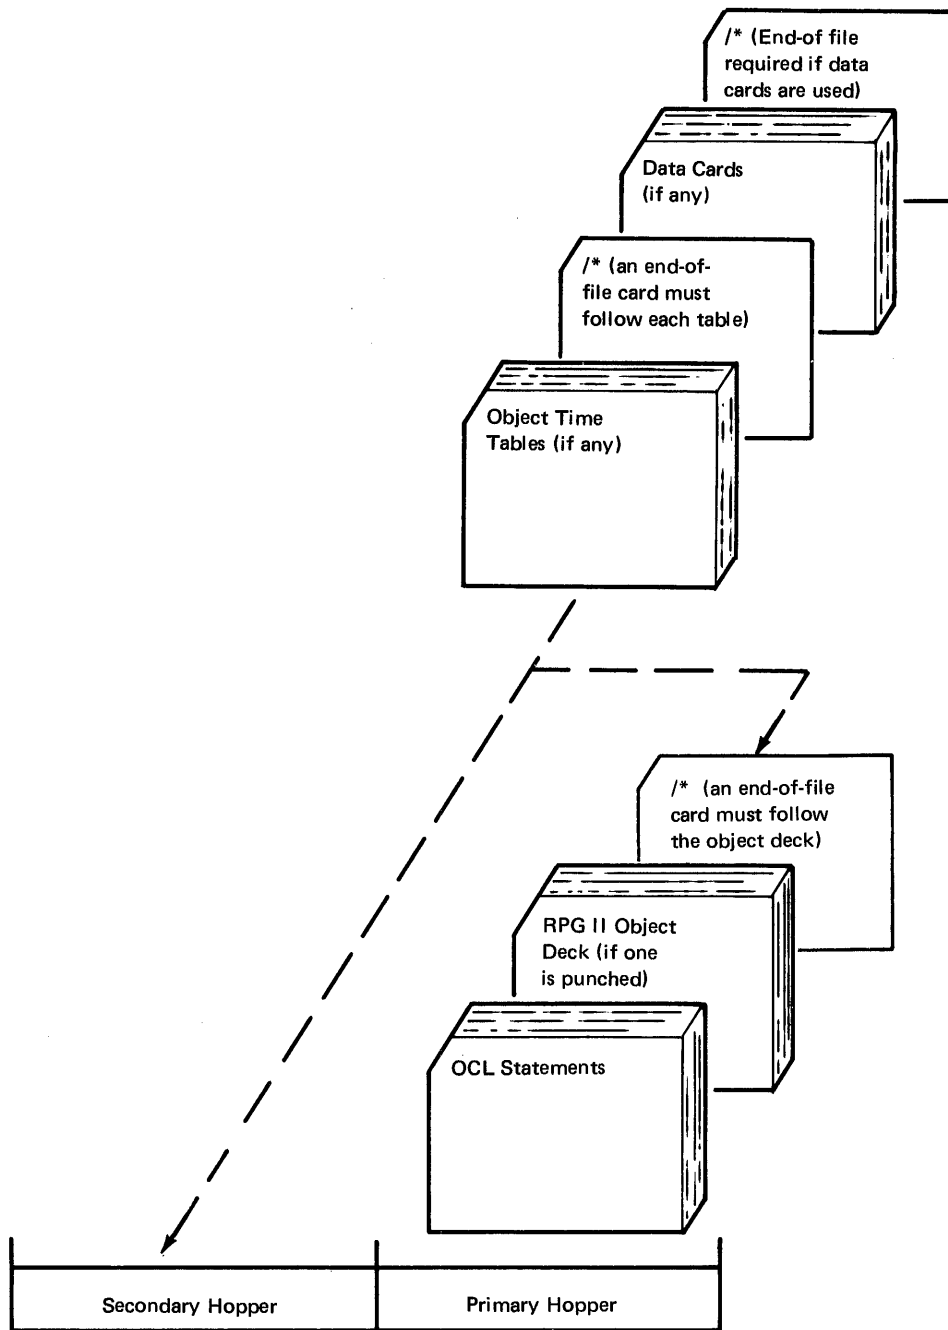 /* (End-of file
required if data
cards are used)
Data Cards
(if any)
/* (an end-of-
file card must
follow each table)
Object Time
Tables (if any)
/* (an end-of-file
card must follow
the object deck)
RPG II Object
Deck (if one
is punched)
OCL Statements
Secondary Hopper
Primary Hopper